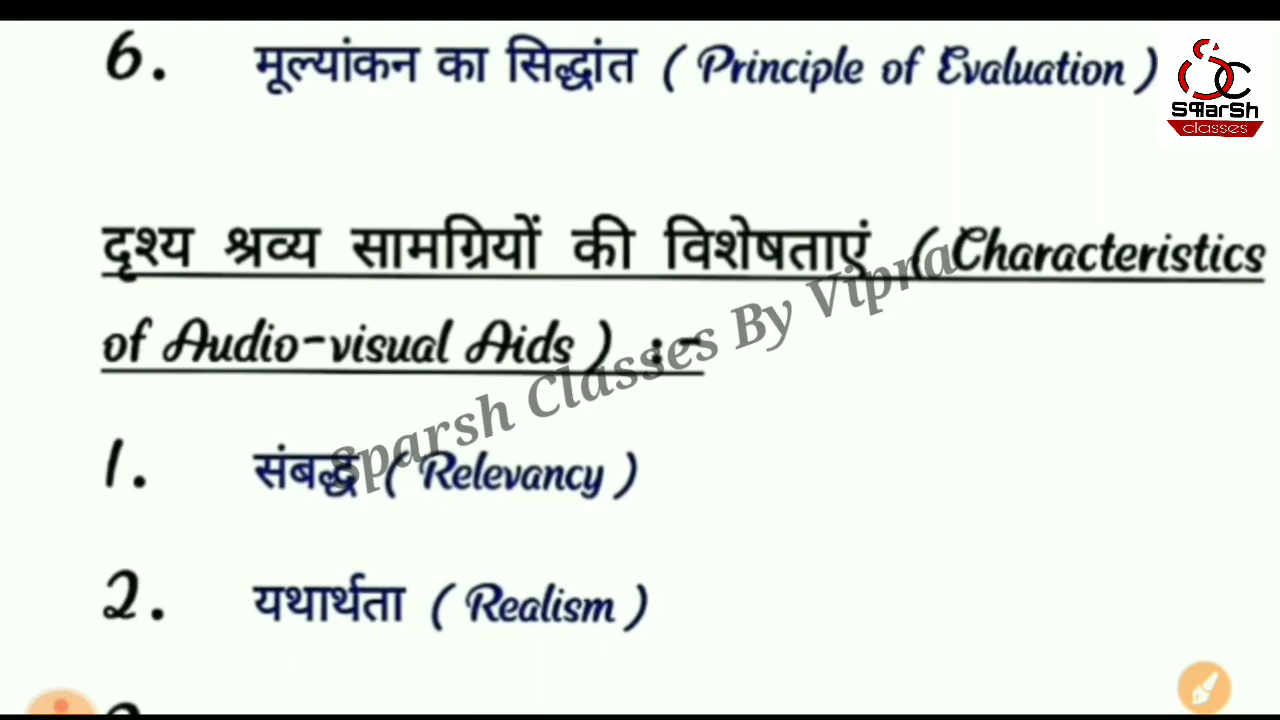 6. मूल्यांकन का सिद्धांत ( Principle of Evaluation )
SपarSh
classes
दृश्य श्रव्य सामग्रियों की विशेषताएं ( Characteristics
of Audio-visual Aids ) :-
Sparsh Classes By Vipra
1. संबद्ध ( Relevancy )
2. यथार्थता ( Realism )